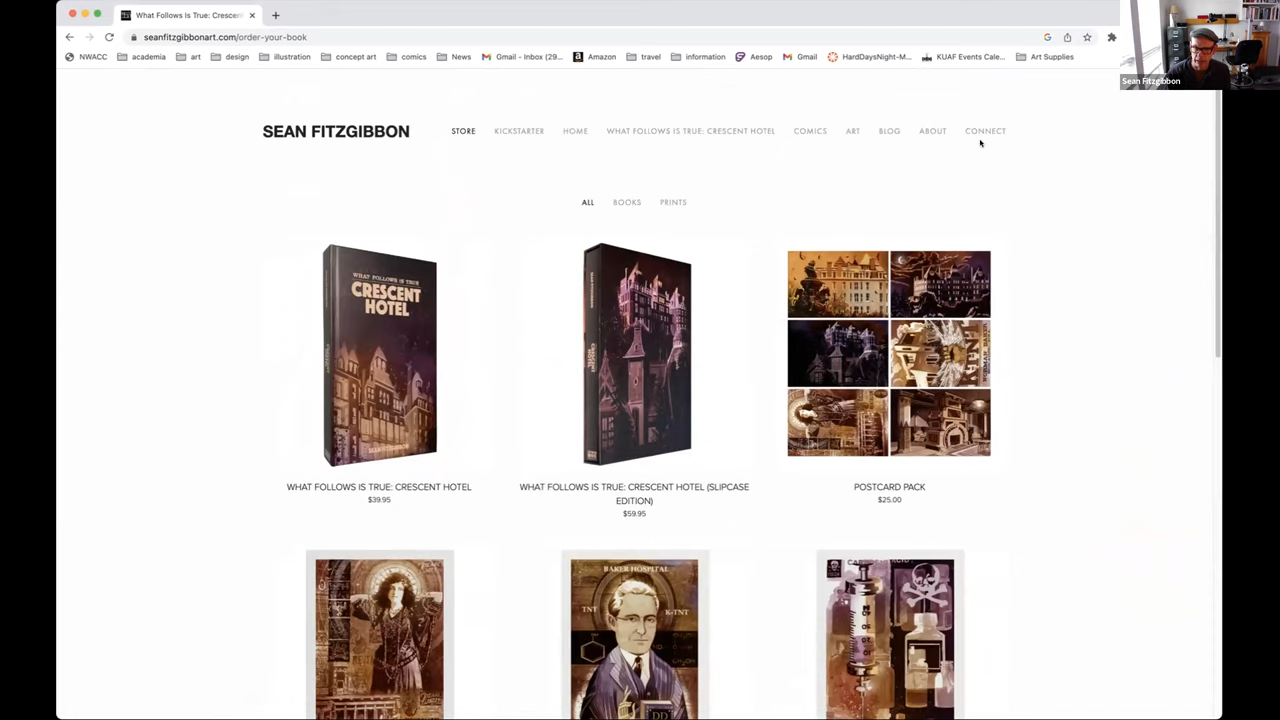 What Follows Is True: Crescen
seanfitzgibbonart.com/order-your-book
NWACC academia art design illustration concept art comics News Gmail - Inbox (29... Amazon travel information Aesop Gmail HardDaysNight-M... KUAF Events Cale... Art Supplies
Sean Fitzgibbon
SEAN FITZGIBBON STORE KICKSTARTER HOME WHAT FOLLOWS IS TRUE: CRESCENT HOTEL COMICS ART BLOG ABOUT CONNECT
ALL BOOKS PRINTS
WHAT FOLLOWS IS TRUE
CRESCENT
HOTEL
WHAT FOLLOWS IS TRUE: CRESCENT HOTEL
$39.95
WHAT FOLLOWS IS TRUE: CRESCENT HOTEL (SLIPCASE
EDITION)
$59.95
POSTCARD PACK
$25.00
BAKER HOSPITAL
TNT K-TNT